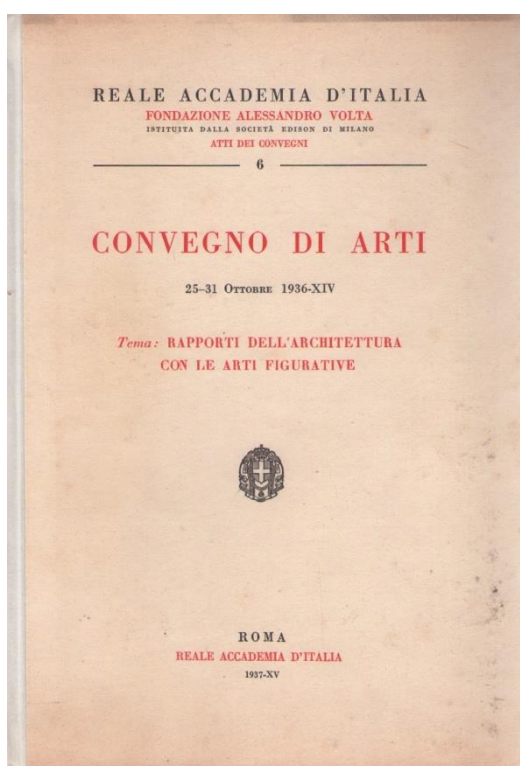 REALE ACCADEMIA D'ITALIA
FONDAZIONE ALESSANDRO VOLTA
ISTITUITA DALLA SOCIETÀ EDISON DI MILANO
ATTI DEI CONVEGNI
6
CONVEGNO DI ARTI
25-31 OTTOBRE 1936-XIV
Tema: RAPPORTI DELL'ARCHITETTURA
CON LE ARTI FIGURATIVE
ROMA
REALE ACCADEMIA D'ITALIA
1937-XV